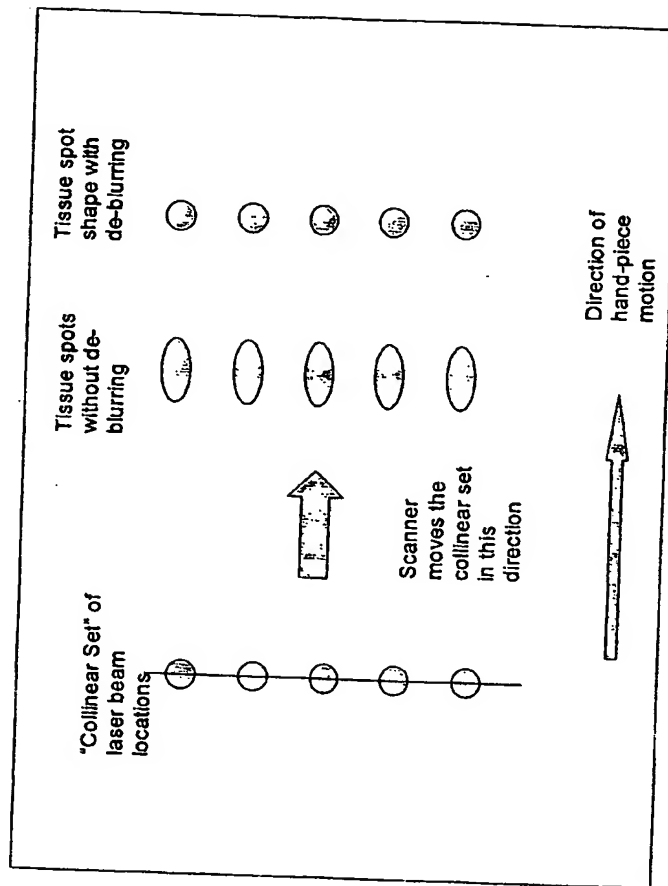 "Collinear Set" of
laser beam
locations
Tissue spots
without de-
blurring
Tissue spot
shape with
de-blurring
Scanner
moves the
collinear set
in this
direction
Direction of
hand-piece
motion